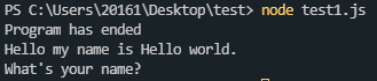 PS C:\Users\20161\Desktop\test> node test1.js
Program has ended
Hello my name is Hello world.
What's your name?